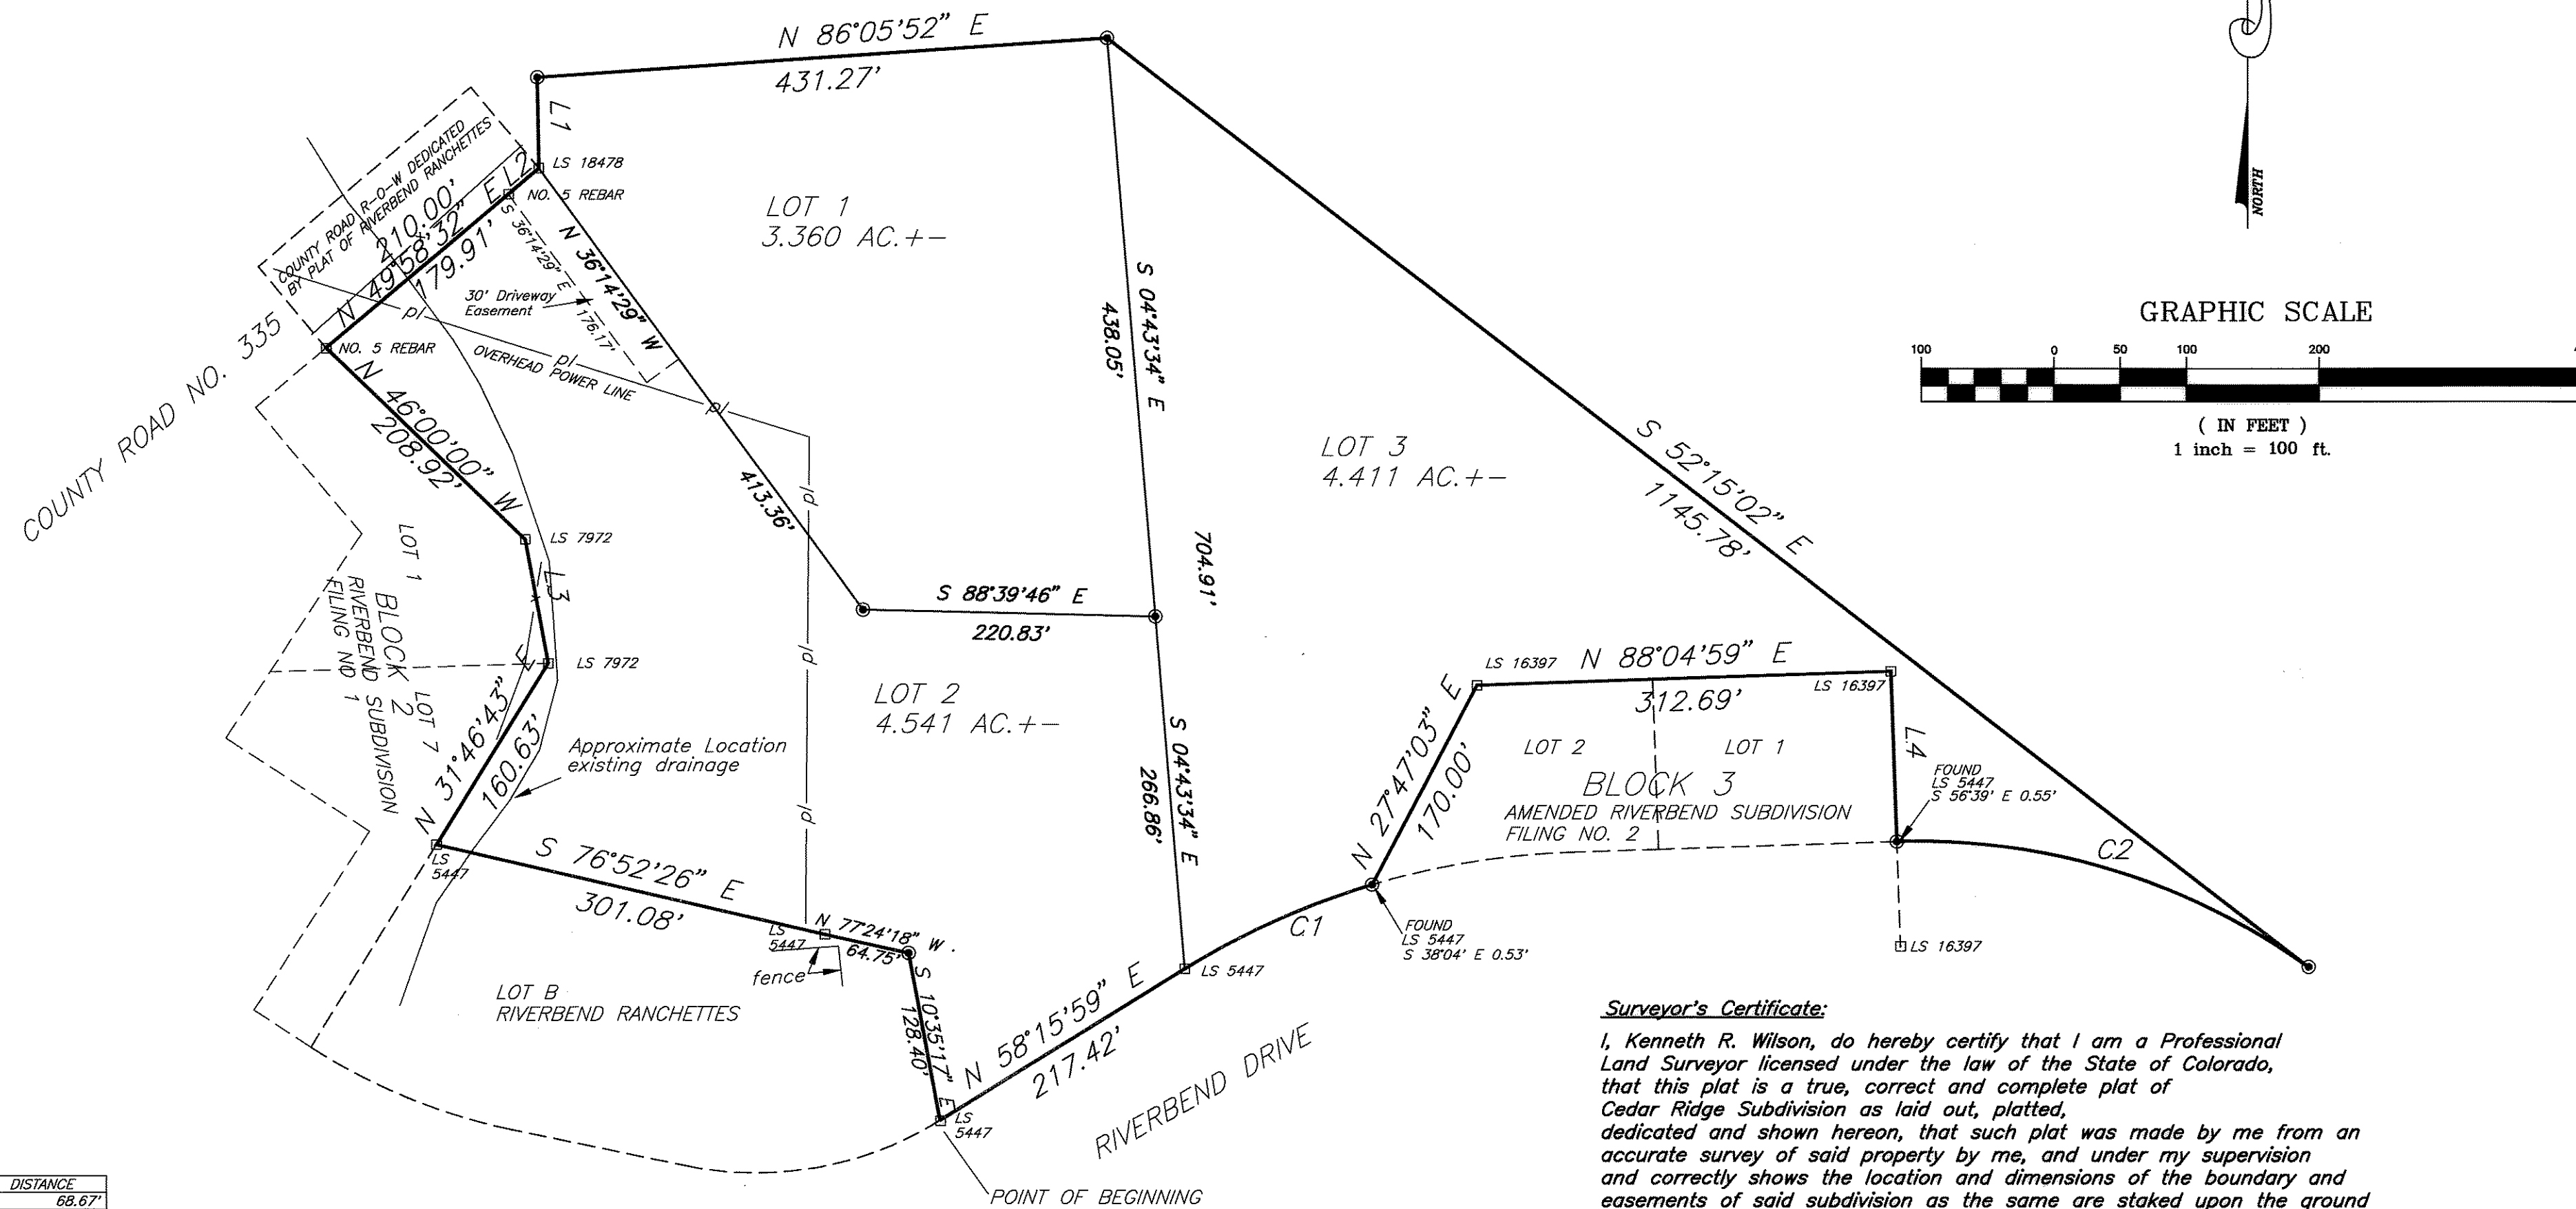 N 86°05'52" E
431.27'
L1
COUNTY ROAD R-O-W DEDICATED
BY PLAT OF RIVERBEND RANCHETTES
210.00'
N 49°58'32" E
179.91'
L2
LS 18478
NO. 5 REBAR
S 36°14'29" E
176.17'
N 36°14'29" W
413.36'
30' Driveway
Easement
pl
OVERHEAD POWER LINE
pl
pl
pl
pl
pl
LOT 1
3.360 AC.+-
S 04°43'34" E
438.05'
704.91'
NORTH
GRAPHIC SCALE
100 0 50 100 200
( IN FEET )
1 inch = 100 ft.
COUNTY ROAD NO. 335
NO. 5 REBAR
N 46°00'00" W
208.92'
LS 7972
L3
LS 7972
LOT 1
BLOCK 2
RIVERBEND SUBDIVISION
FILING NO 1
LOT 7
N 31°46'43" E
160.63'
Approximate Location
existing drainage
LOT 3
4.411 AC.+-
S 52°15'02" E
1145.78'
S 88°39'46" E
220.83'
LOT 2
4.541 AC.+-
S 04°43'34" E
266.86'
LS 16397
N 88°04'59" E
312.69'
LS 16397
N 27°47'03" E
170.00'
LOT 2
LOT 1
BLOCK 3
AMENDED RIVERBEND SUBDIVISION
FILING NO. 2
L4
FOUND
LS 5447
S 56°39' E 0.55'
C2
LS 16397
C1
FOUND
LS 5447
S 38°04' E 0.53'
LS
5447
S 76°52'26" E
301.08'
LS
5447
N 77°24'18" W
64.75'
fence
S 10°35'17" E
128.40'
LS 5447
LOT B
RIVERBEND RANCHETTES
N 58°15'59" E
217.42'
LS
5447
RIVERBEND DRIVE
POINT OF BEGINNING
DISTANCE
68.67'
Surveyor's Certificate:
I, Kenneth R. Wilson, do hereby certify that I am a Professional
Land Surveyor licensed under the law of the State of Colorado,
that this plat is a true, correct and complete plat of
Cedar Ridge Subdivision as laid out, platted,
dedicated and shown hereon, that such plat was made by me from an
accurate survey of said property by me, and under my supervision
and correctly shows the location and dimensions of the boundary and
easements of said subdivision as the same are staked upon the ground